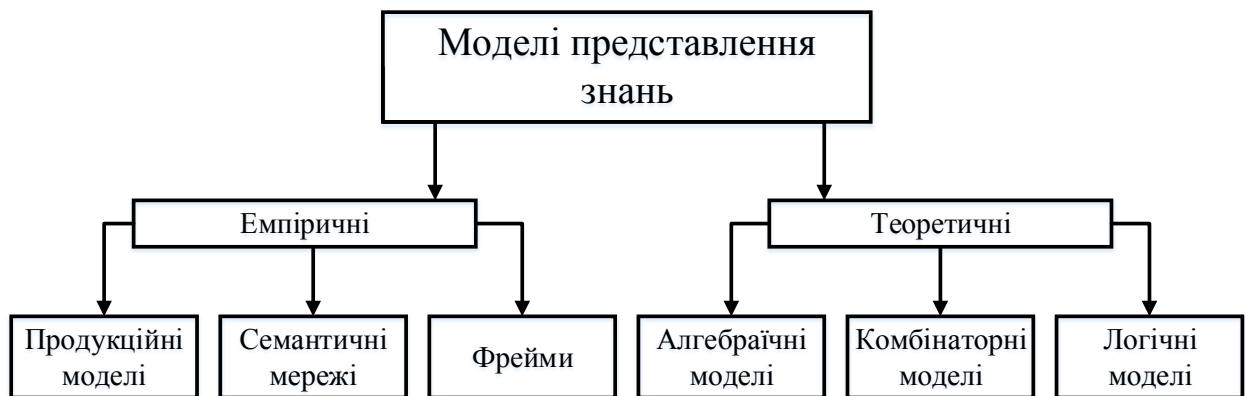 Моделі представлення
знань
Емпіричні
Теоретичні
Продукційні
моделі
Семантичні
мережі
Фрейми
Алгебраїчні
моделі
Комбінаторні
моделі
Логічні
моделі